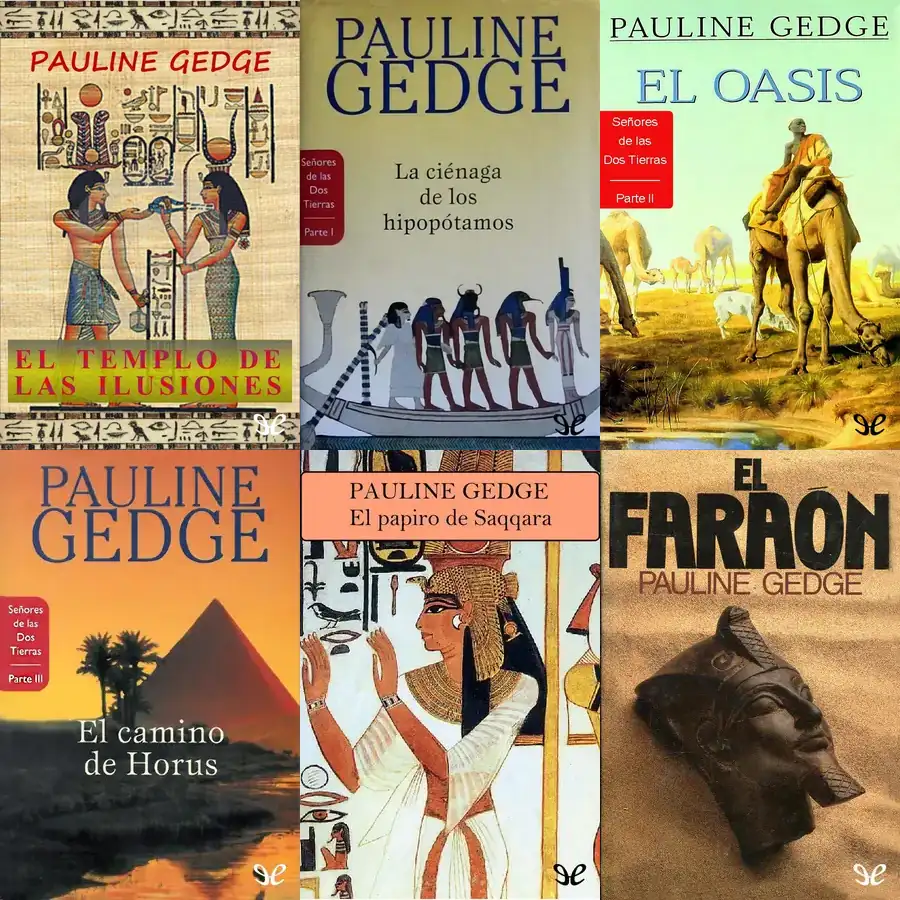 PAULINE GEDGE
EL TEMPLO DE
LAS ILUSIONES
PAULINE
GEDGE
Señores
de las
Dos
Tierras
Parte I
La ciénaga
de los
hipopótamos
PAULINE GEDGE
EL OASIS
Señores
de las
Dos Tierras
Parte II
PAULINE
GEDGE
Señores
de las
Dos
Tierras
Parte III
El camino
de Horus
PAULINE GEDGE
El papiro de Saqqara
EL
FARAÓN
PAULINE GEDGE